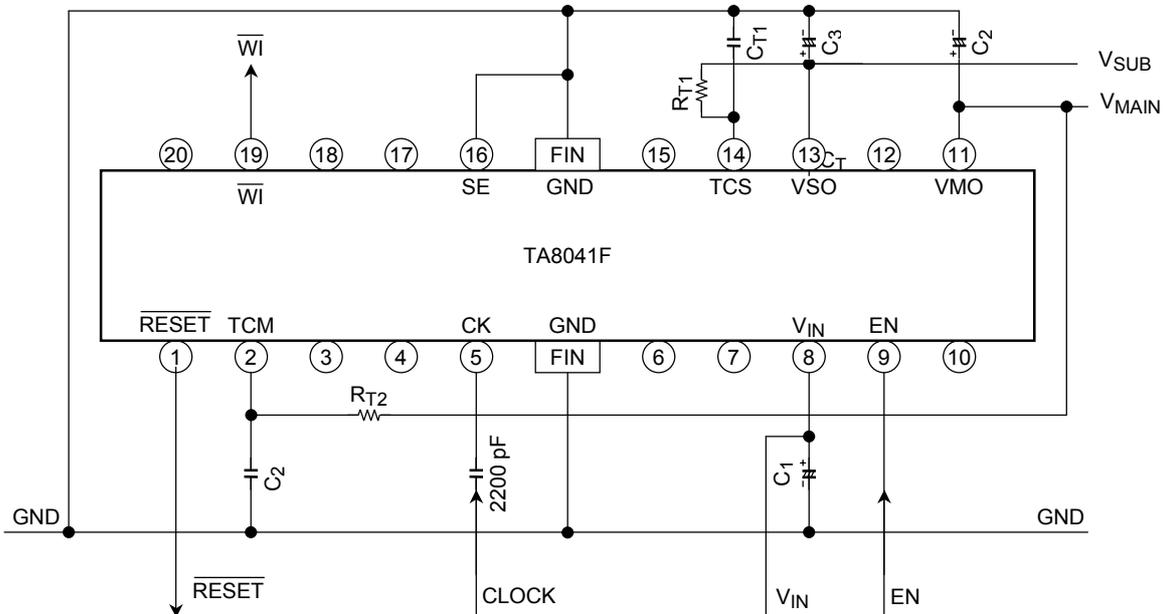 WI
CT1
C3
C2
VSUB
RT1
VMAIN
20 19 18 17 16 FIN 15 14 13 CT 12 11
WI SE GND TCS VSO VMO
TA8041F
RESET TCM CK GND VIN EN
1 2 3 4 5 FIN 6 7 8 9 10
RT2
C2
2200 pF
C1
GND GND
RESET CLOCK VIN EN